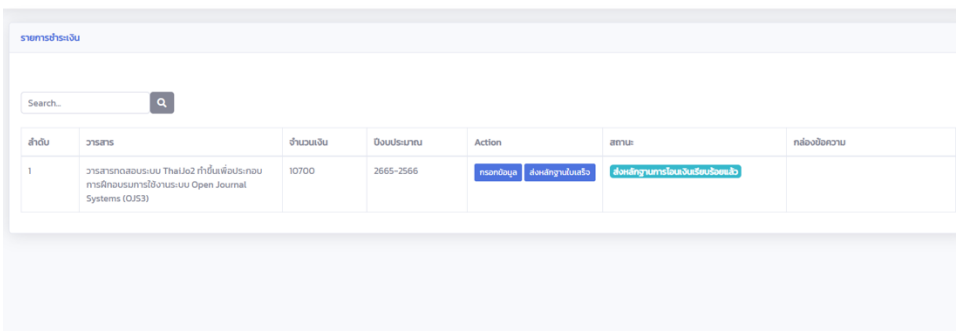 รายการชำระเงิน
Search..
ลำดับ วารสาร จำนวนเงิน ปีงบประมาณ Action สถานะ กล่องข้อความ
1 วารสารทดสอบระบบ ThaiJo2 ทำขึ้นเพื่อประกอบ 10700 2665-2566 กรอกข้อมูล ส่งหลักฐานใบเสร็จ ส่งหลักฐานการโอนเงินเรียบร้อยแล้ว
การฝึกอบรมการใช้งานระบบ Open Journal
Systems (OJS3)